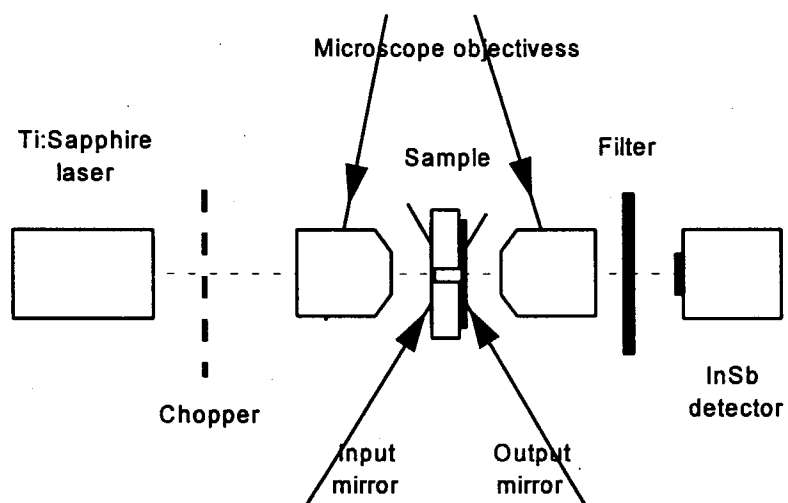 Microscope objectivess
Ti:Sapphire
laser
Sample
Filter
Chopper
Input
mirror
Output
mirror
InSb
detector